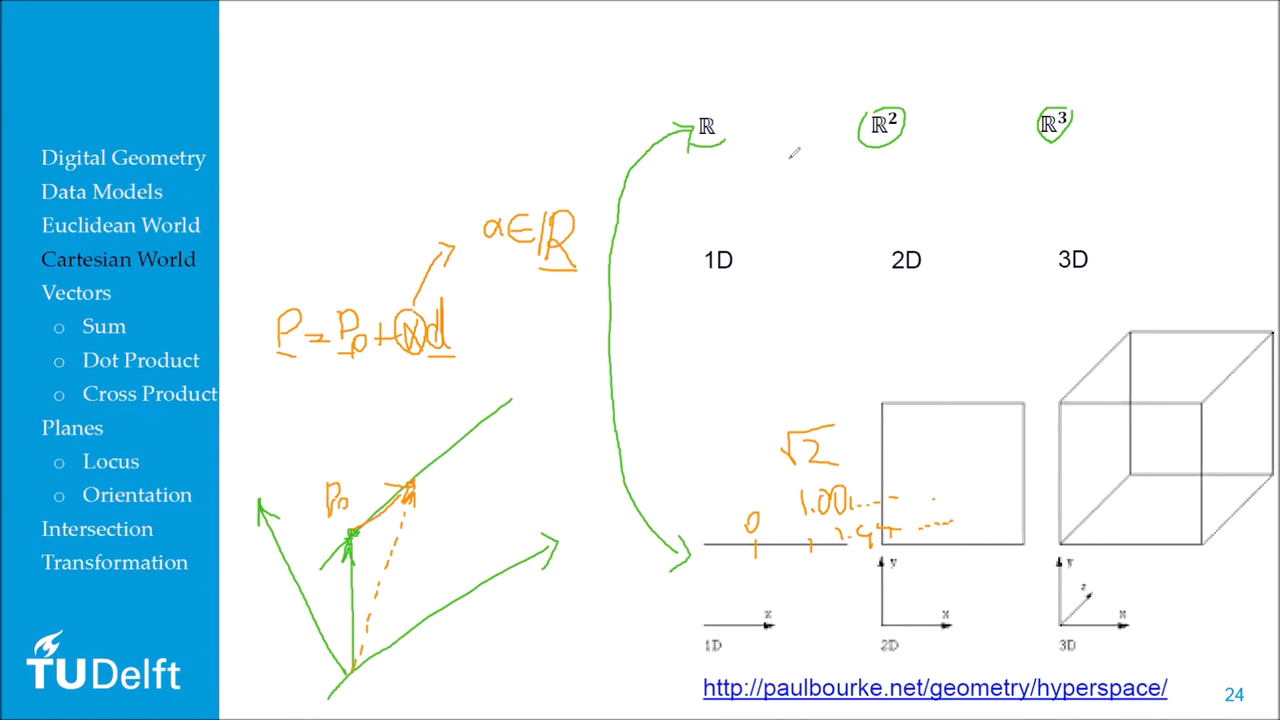 Digital Geometry
Data Models
Euclidean World
Cartesian World
Vectors
○ Sum
○ Dot Product
○ Cross Product
Planes
○ Locus
○ Orientation
Intersection
Transformation
TUDelft
ℝ ℝ² ℝ³
α∈ℝ
1D 2D 3D
P = P₀ + αd
√2
P₀
1.001....
0
y y
z
x x x
1D 2D 3D
http://paulbourke.net/geometry/hyperspace/
24